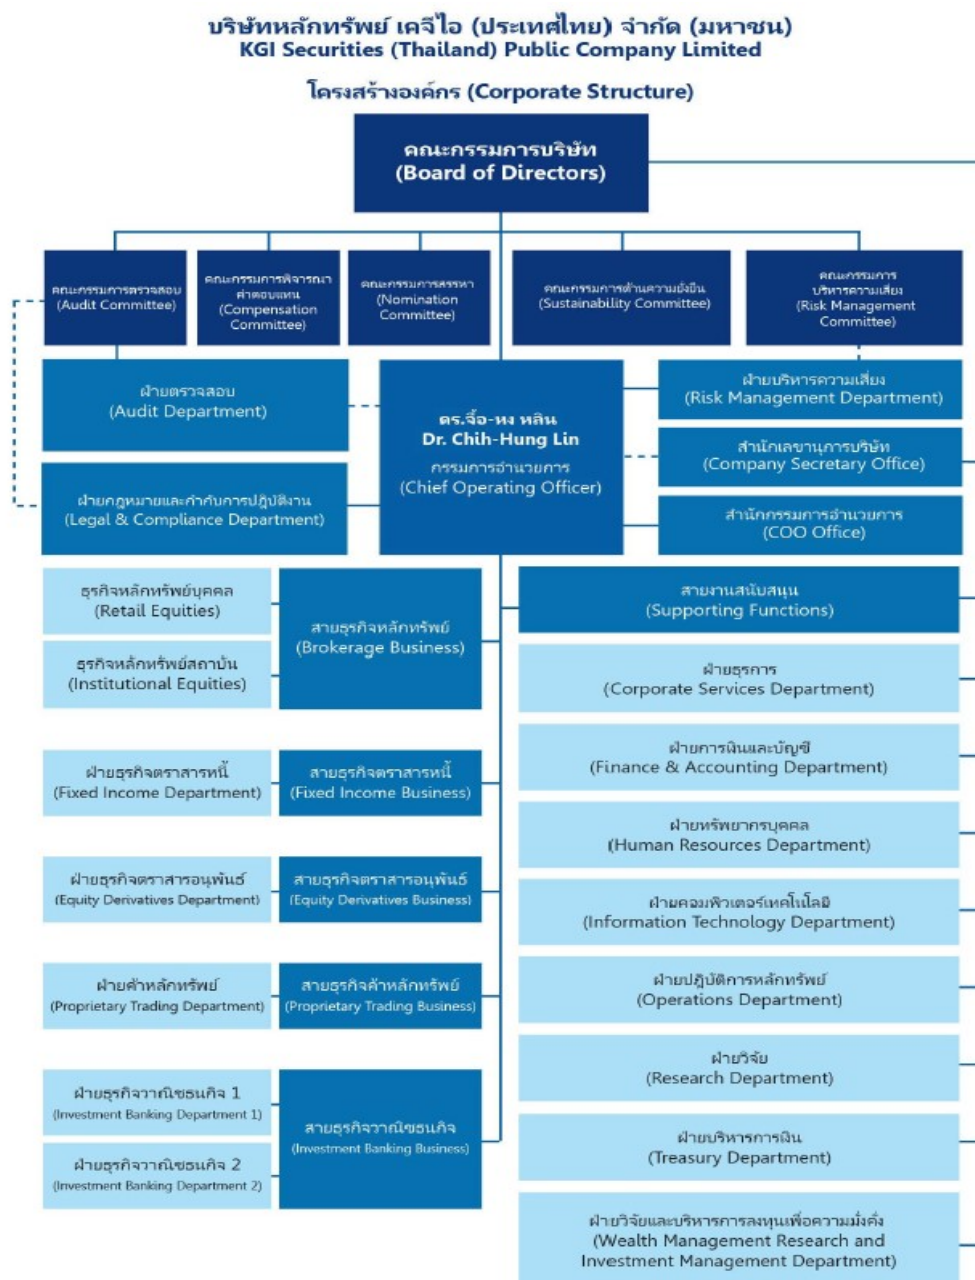 บริษัทหลักทรัพย์ เคจีไอ (ประเทศไทย) จำกัด (มหาชน)
KGI Securities (Thailand) Public Company Limited
โครงสร้างองค์กร (Corporate Structure)
คณะกรรมการบริษัท
(Board of Directors)
คณะกรรมการตรวจสอบ
(Audit Committee)
คณะกรรมการพิจารณา
ค่าตอบแทน
(Compensation
Committee)
คณะกรรมการสรรหา
(Nomination
Committee)
คณะกรรมการด้านความยั่งยืน
(Sustainability Committee)
คณะกรรมการ
บริหารความเสี่ยง
(Risk Management
Committee)
ฝ่ายตรวจสอบ
(Audit Department)
ดร.จื้อ-หง หลิน
Dr. Chih-Hung Lin
กรรมการอำนวยการ
(Chief Operating Officer)
ฝ่ายบริหารความเสี่ยง
(Risk Management Department)
สำนักเลขานุการบริษัท
(Company Secretary Office)
ฝ่ายกฎหมายและกำกับการปฏิบัติงาน
(Legal & Compliance Department)
สำนักกรรมการอำนวยการ
(COO Office)
ธุรกิจหลักทรัพย์บุคคล
(Retail Equities)
ธุรกิจหลักทรัพย์สถาบัน
(Institutional Equities)
สายธุรกิจหลักทรัพย์
(Brokerage Business)
ฝ่ายธุรกิจตราสารหนี้
(Fixed Income Department)
สายธุรกิจตราสารหนี้
(Fixed Income Business)
ฝ่ายธุรกิจตราสารอนุพันธ์
(Equity Derivatives Department)
สายธุรกิจตราสารอนุพันธ์
(Equity Derivatives Business)
ฝ่ายค้าหลักทรัพย์
(Proprietary Trading Department)
สายธุรกิจค้าหลักทรัพย์
(Proprietary Trading Business)
ฝ่ายธุรกิจวาณิชธนกิจ 1
(Investment Banking Department 1)
ฝ่ายธุรกิจวาณิชธนกิจ 2
(Investment Banking Department 2)
สายธุรกิจวาณิชธนกิจ
(Investment Banking Business)
สายงานสนับสนุน
(Supporting Functions)
ฝ่ายธุรการ
(Corporate Services Department)
ฝ่ายการเงินและบัญชี
(Finance & Accounting Department)
ฝ่ายทรัพยากรบุคคล
(Human Resources Department)
ฝ่ายคอมพิวเตอร์เทคโนโลยี
(Information Technology Department)
ฝ่ายปฏิบัติการหลักทรัพย์
(Operations Department)
ฝ่ายวิจัย
(Research Department)
ฝ่ายบริหารการเงิน
(Treasury Department)
ฝ่ายวิจัยและบริหารการลงทุนเพื่อความมั่งคั่ง
(Wealth Management Research and
Investment Management Department)